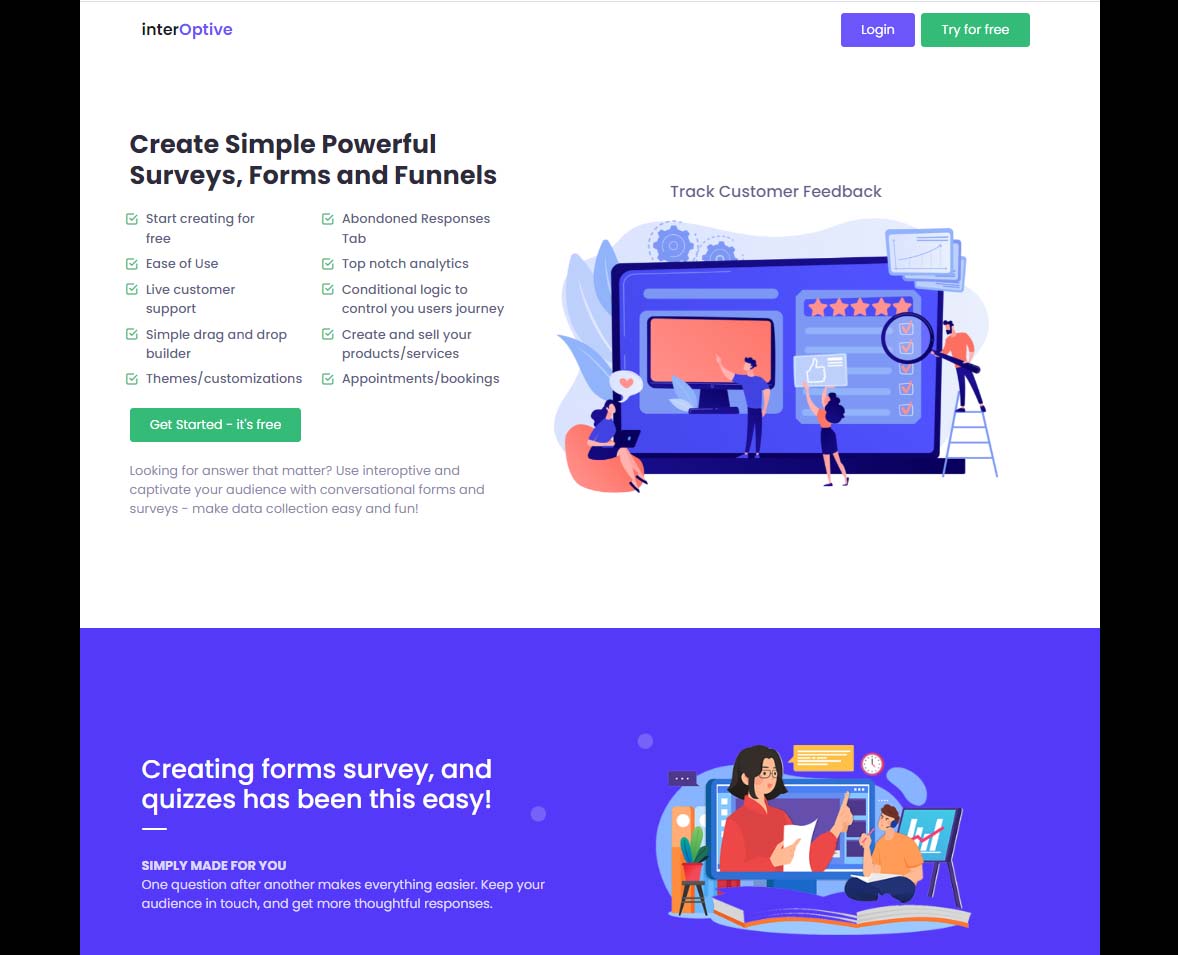 interOptive
Login
Try for free
Create Simple Powerful
Surveys, Forms and Funnels
Start creating for
free
Ease of Use
Live customer
support
Simple drag and drop
builder
Themes/customizations
Abondoned Responses
Tab
Top notch analytics
Conditional logic to
control you users journey
Create and sell your
products/services
Appointments/bookings
Get Started - it's free
Looking for answer that matter? Use interoptive and
captivate your audience with conversational forms and
surveys - make data collection easy and fun!
Track Customer Feedback
Creating forms survey, and
quizzes has been this easy!
SIMPLY MADE FOR YOU
One question after another makes everything easier. Keep your
audience in touch, and get more thoughtful responses.